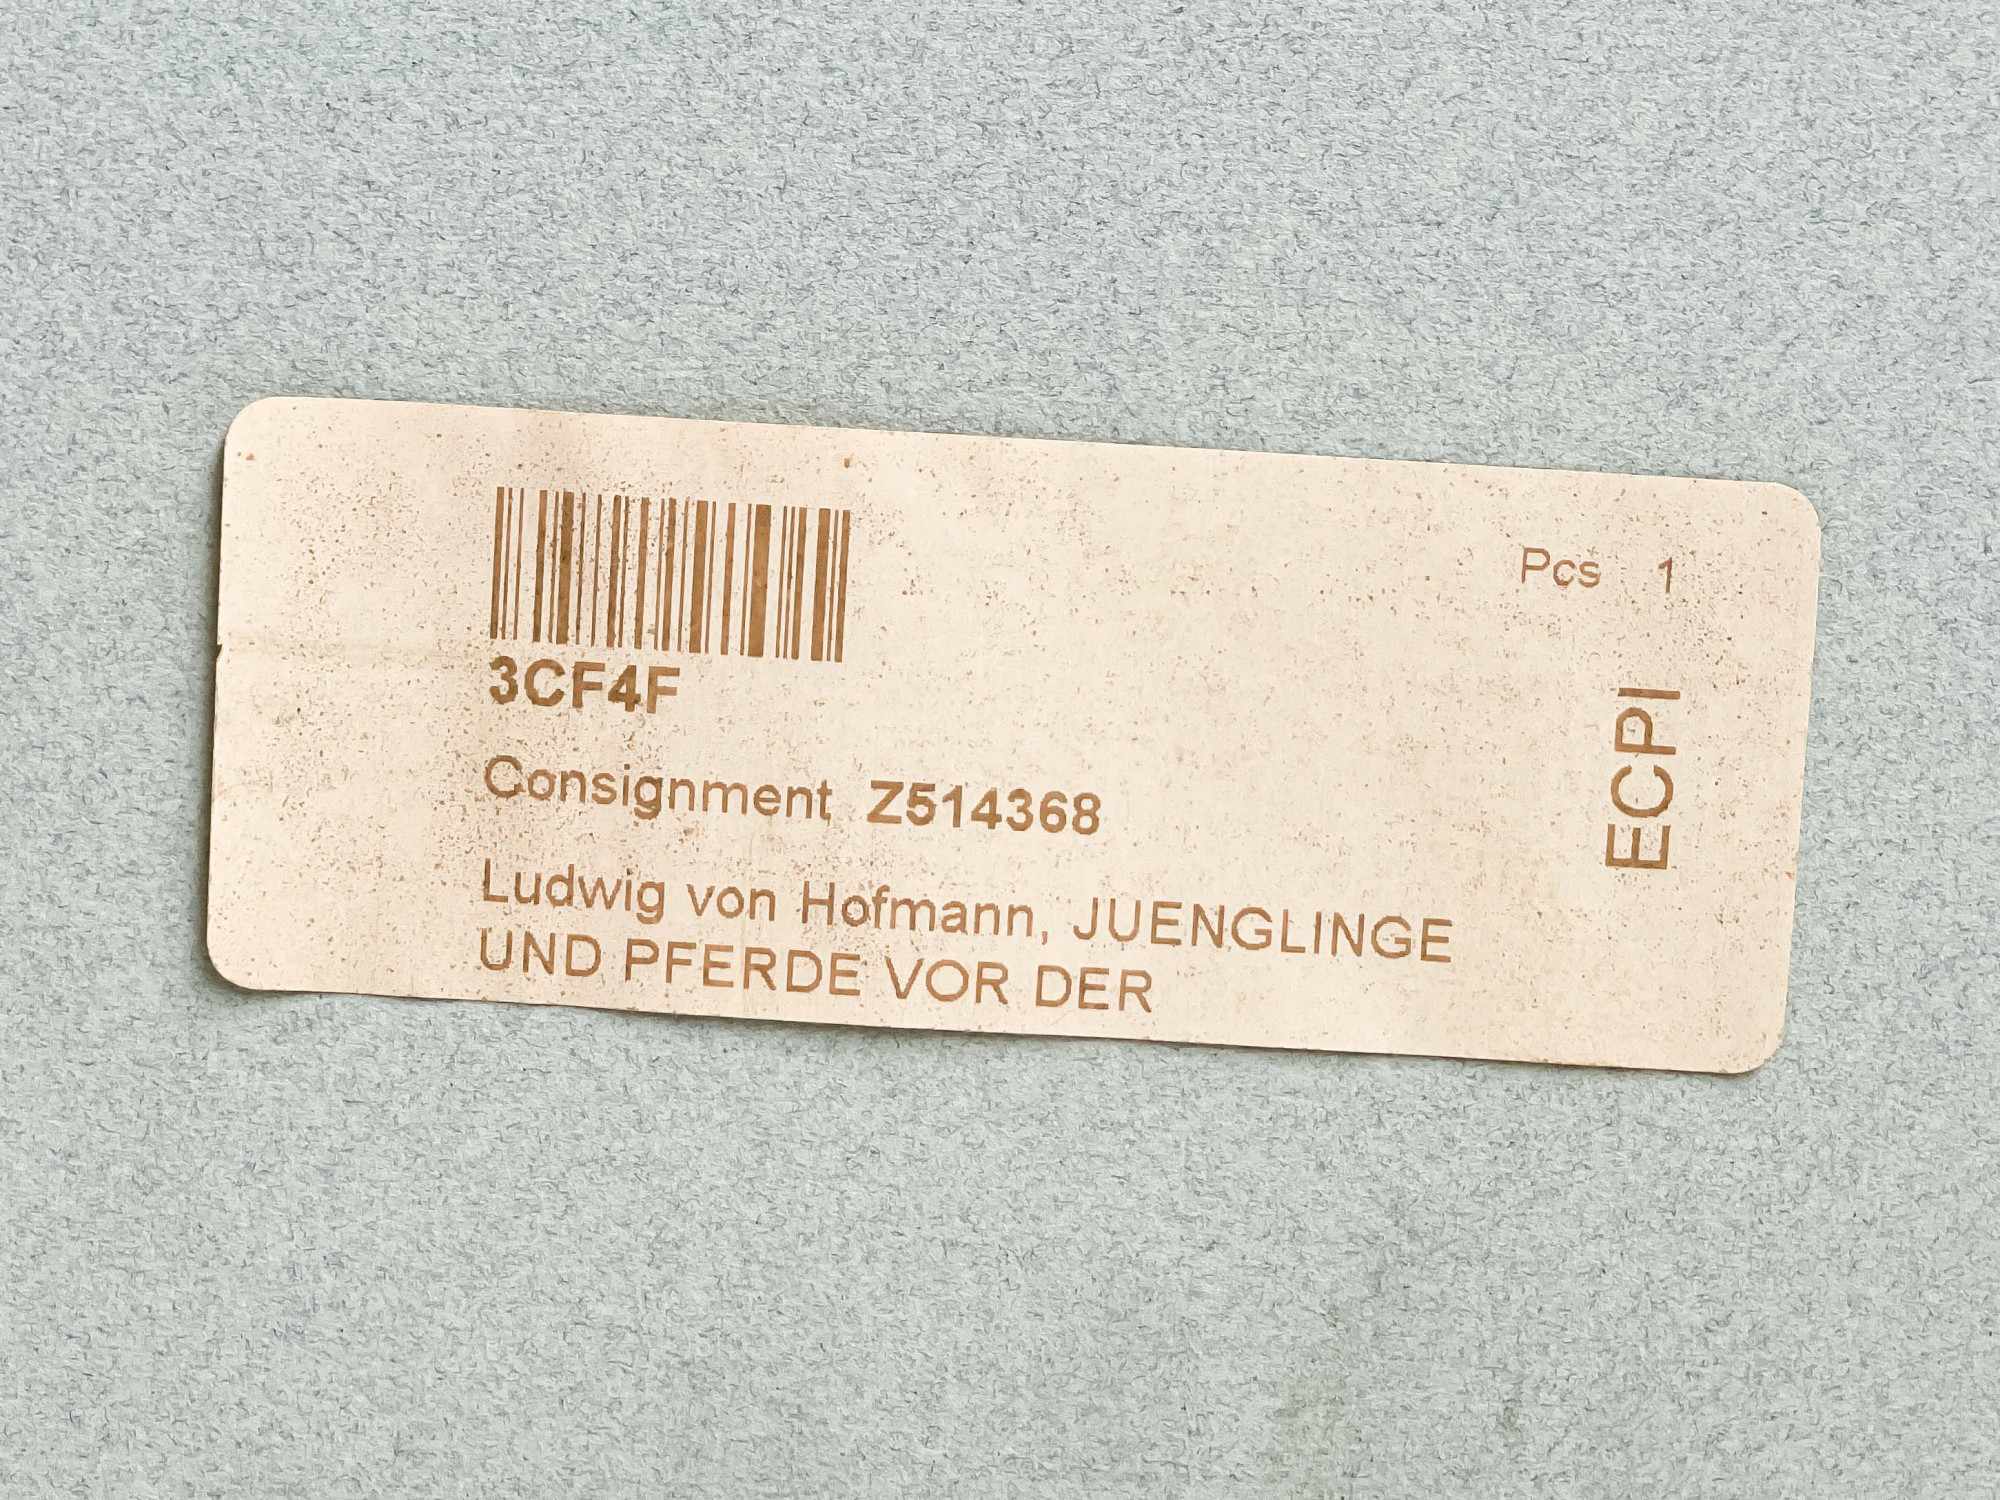 Pcs 1
3CF4F
ECPI
Consignment Z514368
Ludwig von Hofmann, JUENGLINGE
UND PFERDE VOR DER